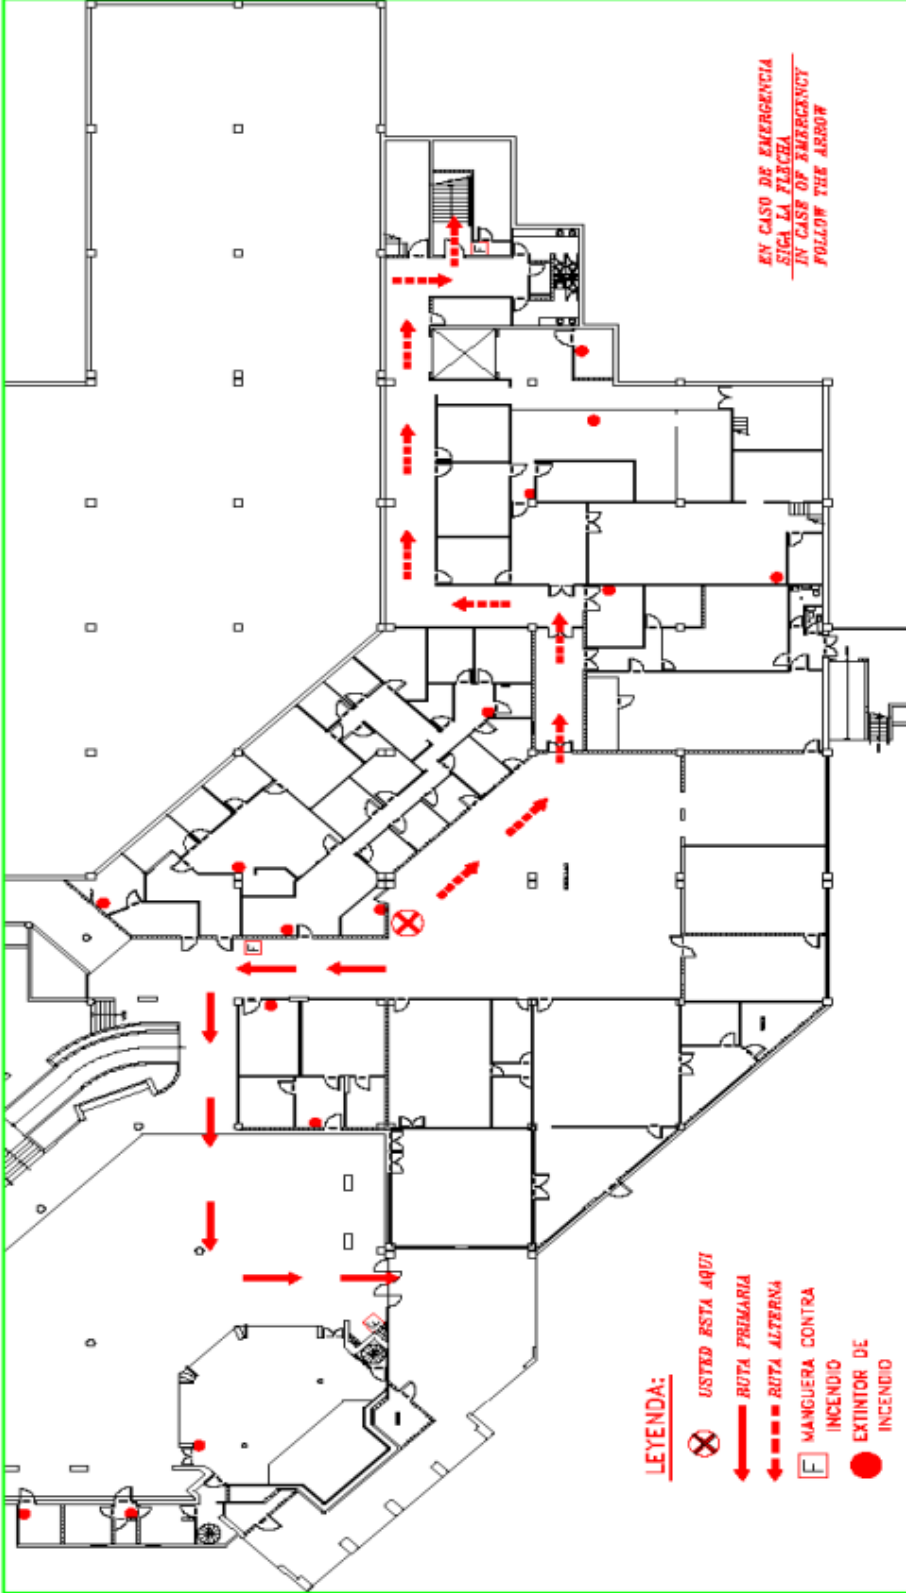 EN CASO DE EMERGENCIA
SIGA LA FLECHA
IN CASE OF EMERGENCY
FOLLOW THE ARROW
F
F
F
LEYENDA:
USTED ESTA AQUI
RUTA PRIMARIA
RUTA ALTERNA
F MANGUERA CONTRA
INCENDIO
EXTINTOR DE
INCENDIO